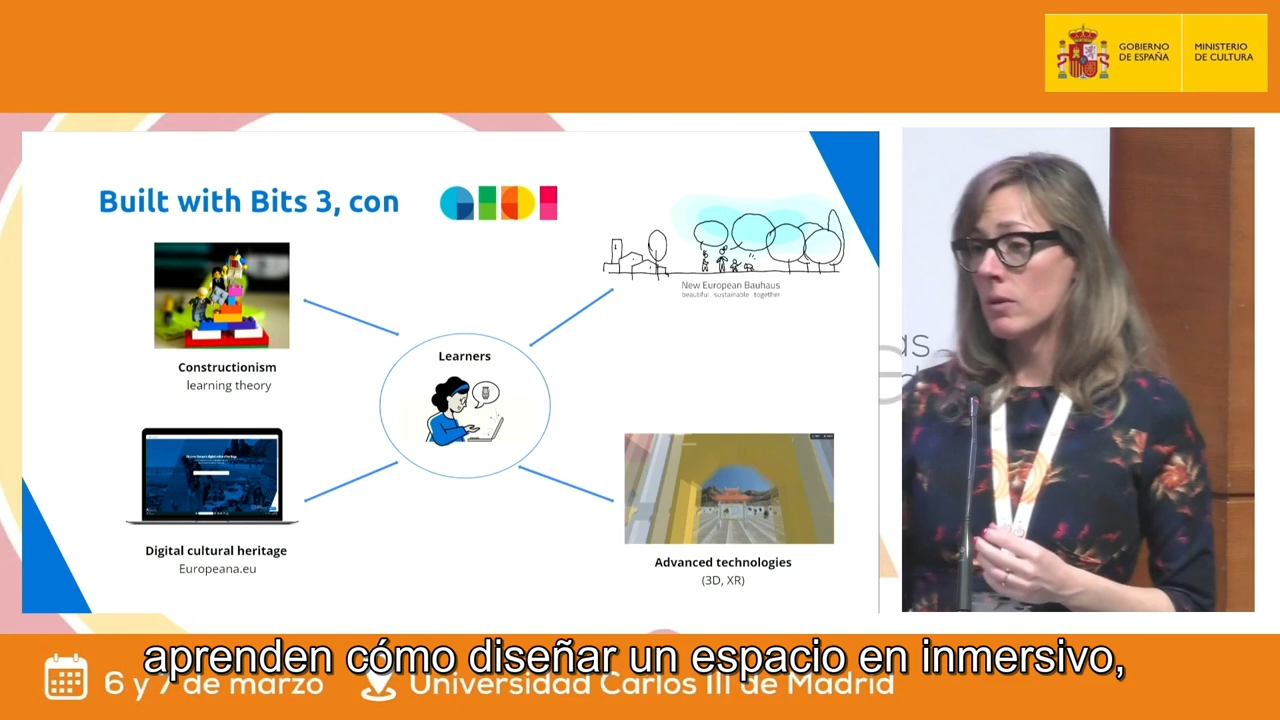 GOBIERNO
DE ESPAÑA
MINISTERIO
DE CULTURA
Built with Bits 3, con
New European Bauhaus
beautiful sustainable together
Constructionism
learning theory
Learners
Digital cultural heritage
Europeana.eu
Advanced technologies
(3D, XR)
as
aprenden cómo diseñar un espacio en inmersivo,
6 y 7 de marzo
Universidad Carlos III de Madrid